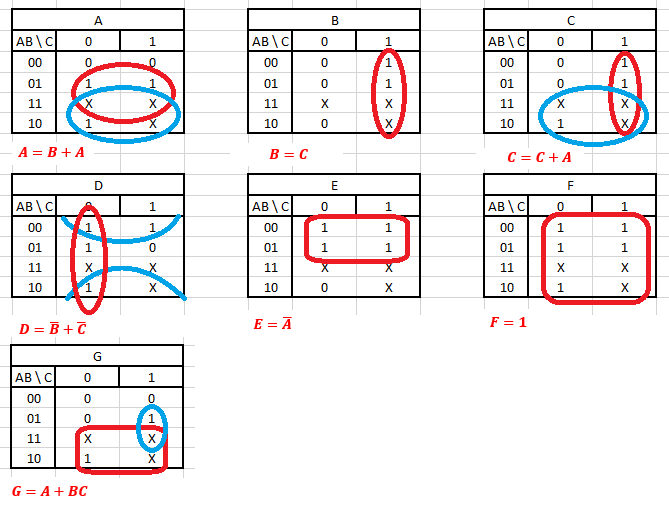 A B C
AB\C 0 1 AB\C 0 1 AB\C 0 1
00 0 0 00 0 1 00 0 1
01 1 1 01 0 1 01 0 1
11 X X 11 X X 11 X X
10 1 X 10 0 X 10 1 X
A = B + A B = C C = C + A
D E F
AB\C 0 1 AB\C 0 1 AB\C 0 1
00 1 1 00 1 1 00 1 1
01 1 0 01 1 1 01 1 1
11 X X 11 X X 11 X X
10 1 X 10 0 X 10 1 X
D = B̅ + C̅ E = A̅ F = 1
G
AB\C 0 1
00 0 0
01 0 1
11 X X
10 1 X
G = A + BC